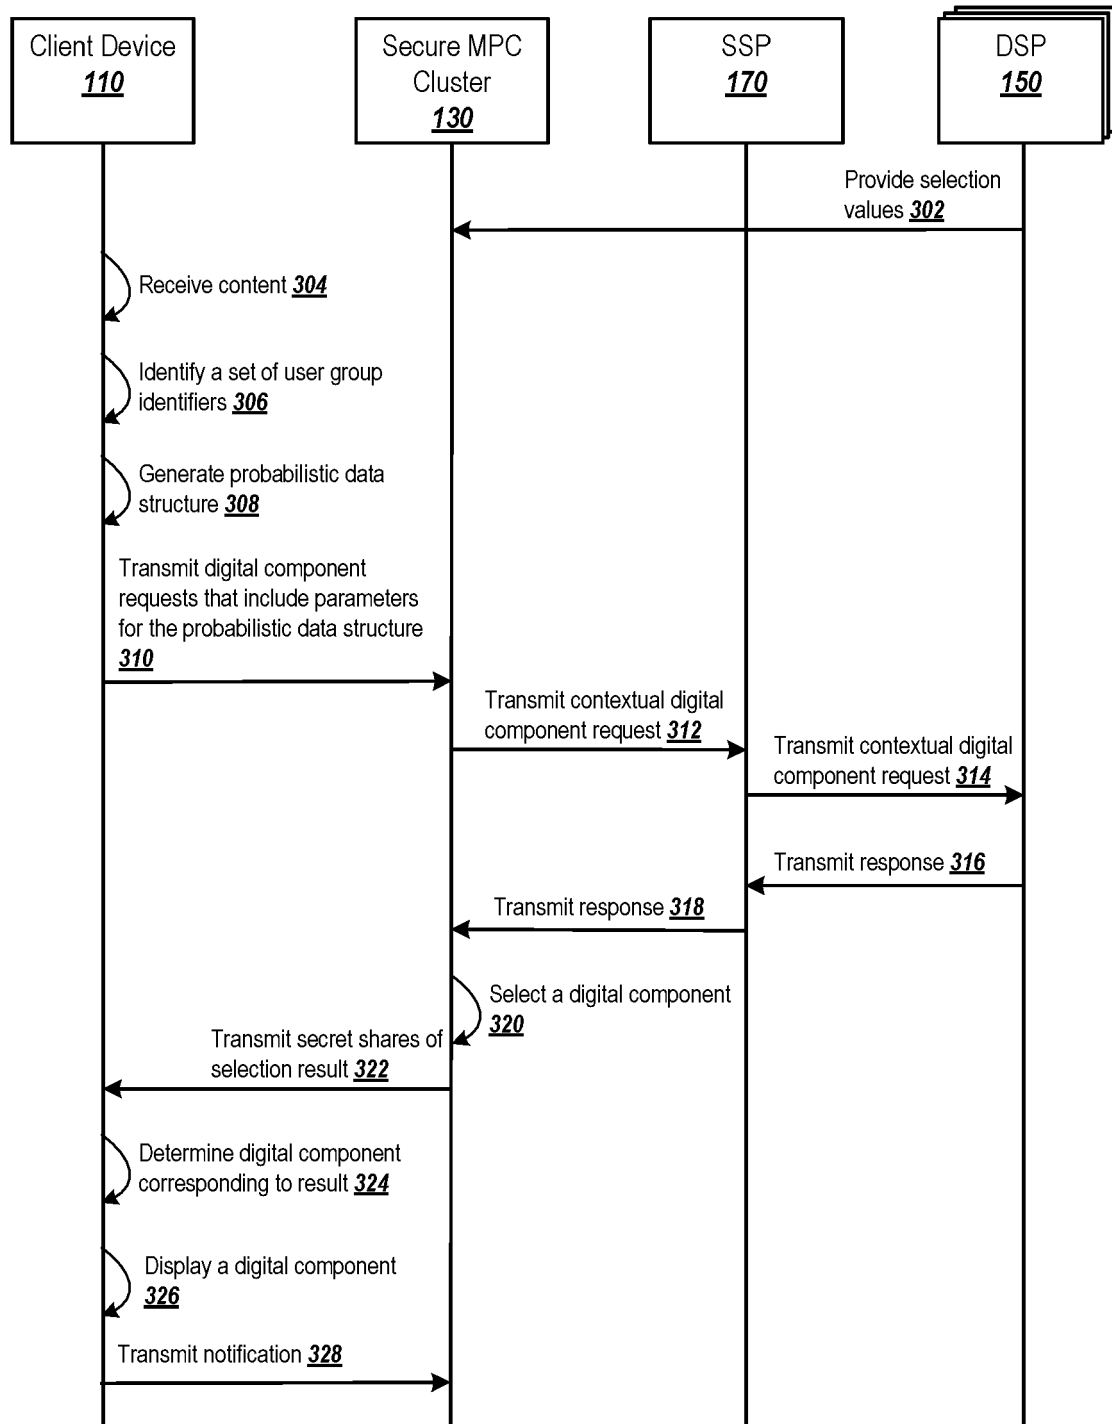 Client Device
110
Secure MPC
Cluster
130
SSP
170
DSP
150
Provide selection
values 302
Receive content 304
Identify a set of user group
identifiers 306
Generate probabilistic data
structure 308
Transmit digital component
requests that include parameters
for the probabilistic data structure
310
Transmit contextual digital
component request 312
Transmit contextual digital
component request 314
Transmit response 316
Transmit response 318
Select a digital component
320
Transmit secret shares of
selection result 322
Determine digital component
corresponding to result 324
Display a digital component
326
Transmit notification 328